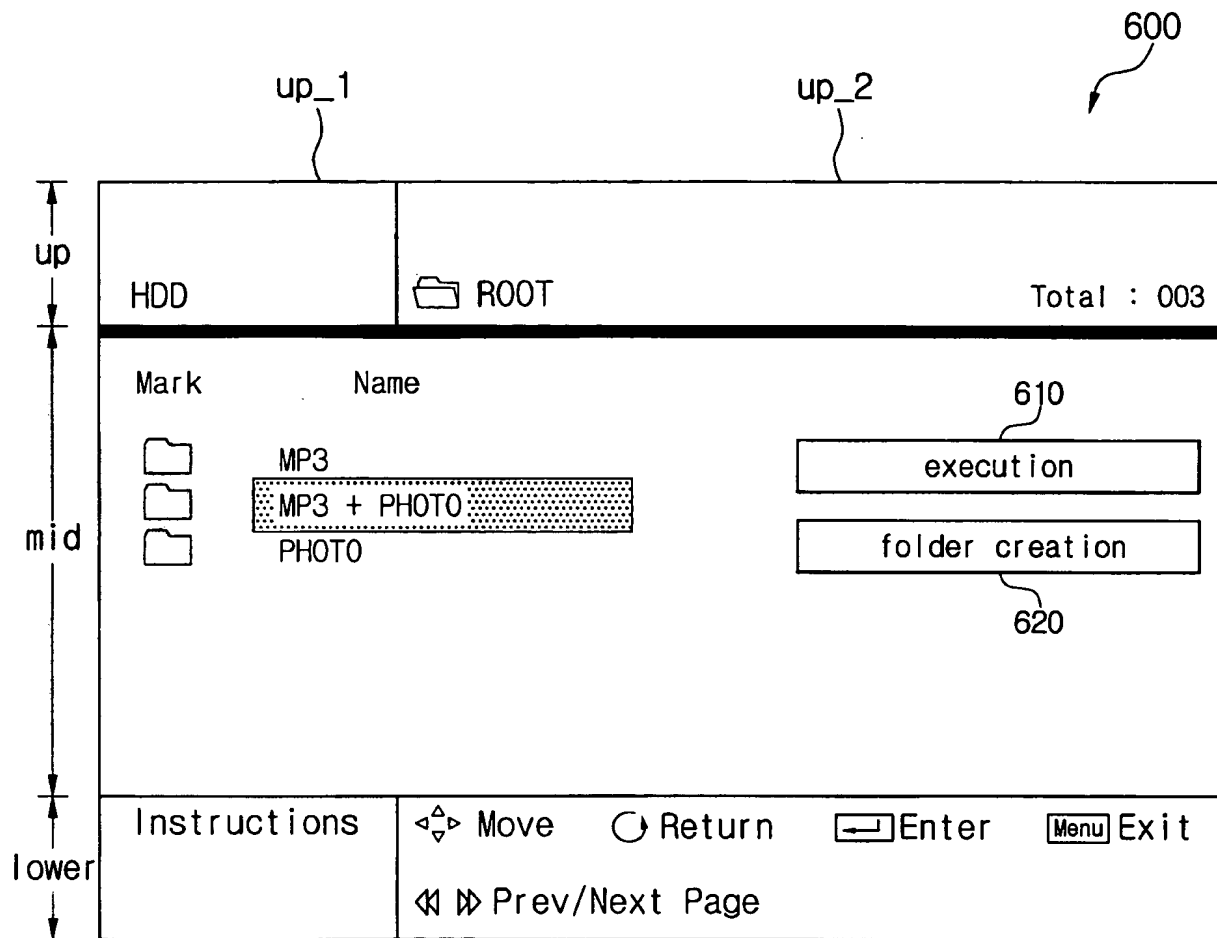 600
up_1
up_2
up
HDD
ROOT
Total : 003
mid
Mark
Name
610
MP3
execution
MP3 + PHOTO
PHOTO
folder creation
620
lower
Instructions
Move
Return
Enter
Menu Exit
Prev/Next Page